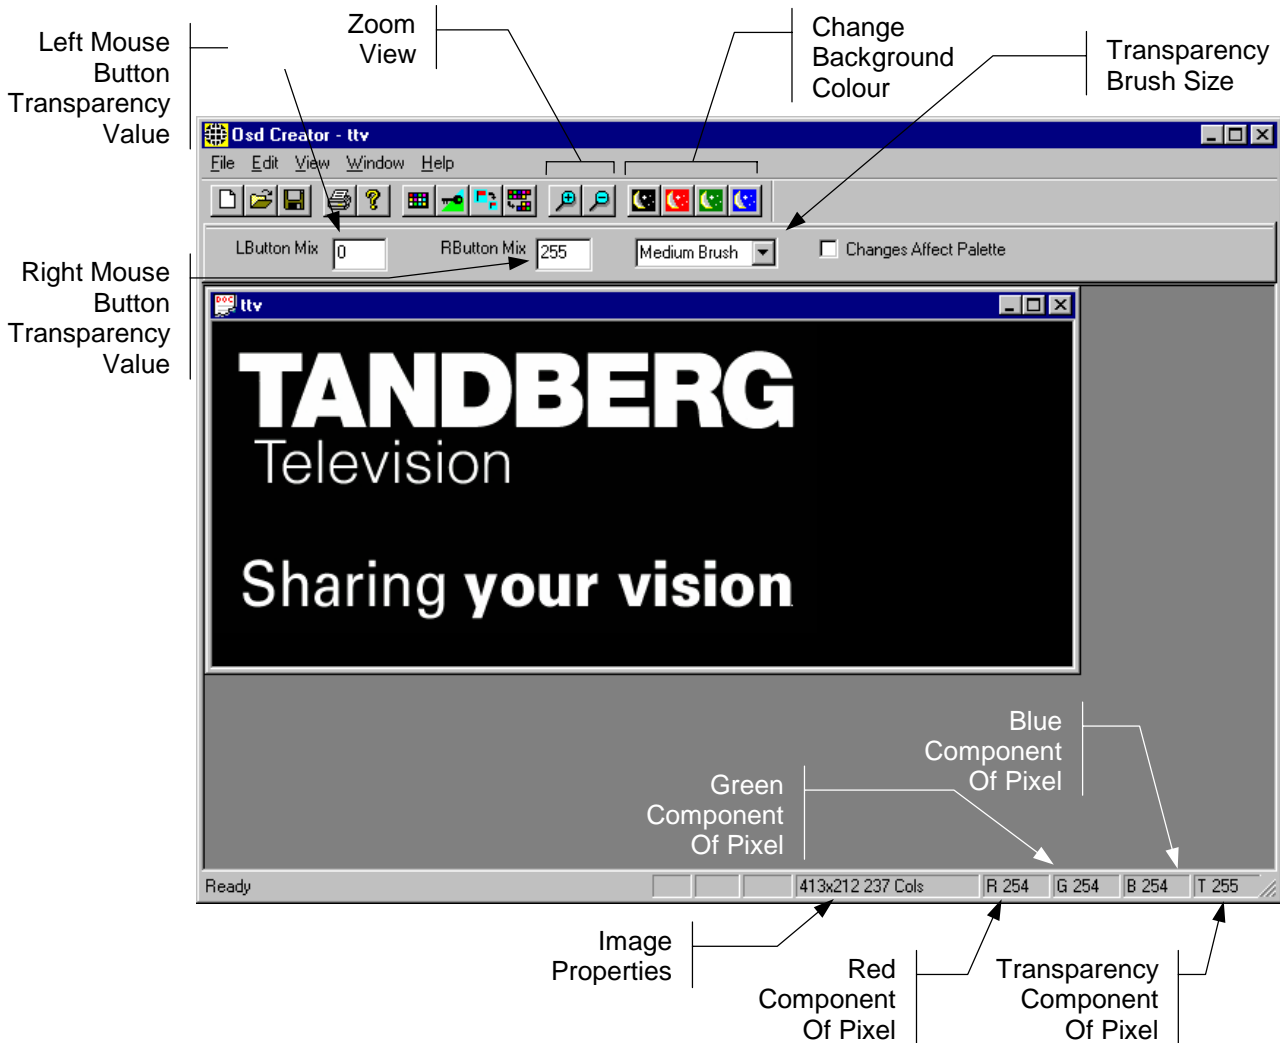 Left Mouse
Button
Transparency
Value
Zoom
View
Change
Background
Colour
Transparency
Brush Size
Osd Creator - ttv
File Edit View Window Help
LButton Mix 0 RButton Mix 255 Medium Brush Changes Affect Palette
Right Mouse
Button
Transparency
Value
DOC
ttv
TANDBERG
Television
Sharing your vision
Blue
Component
Of Pixel
Green
Component
Of Pixel
Ready 413x212 237 Cols R 254 G 254 B 254 T 255
Image
Properties
Red
Component
Of Pixel
Transparency
Component
Of Pixel